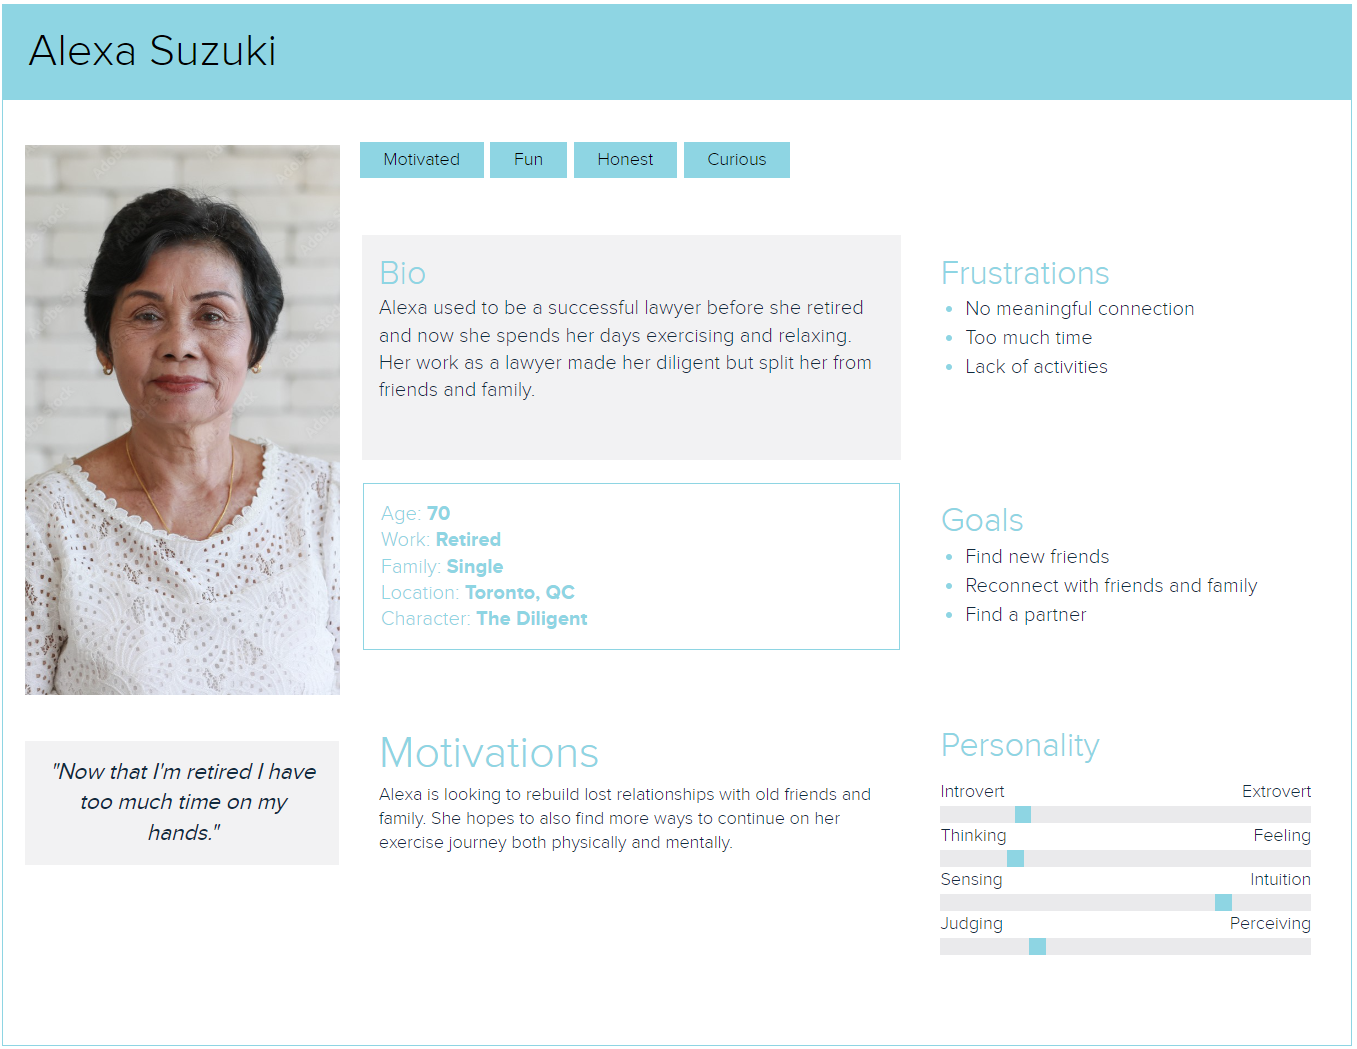 Alexa Suzuki
Motivated
Fun
Honest
Curious
Bio
Alexa used to be a successful lawyer before she retired
and now she spends her days exercising and relaxing.
Her work as a lawyer made her diligent but split her from
friends and family.
Frustrations
No meaningful connection
Too much time
Lack of activities
Age: 70
Work: Retired
Family: Single
Location: Toronto, QC
Character: The Diligent
Goals
Find new friends
Reconnect with friends and family
Find a partner
"Now that I'm retired I have
too much time on my
hands."
Motivations
Alexa is looking to rebuild lost relationships with old friends and
family. She hopes to also find more ways to continue on her
exercise journey both physically and mentally.
Personality
Introvert Extrovert
Thinking Feeling
Sensing Intuition
Judging Perceiving